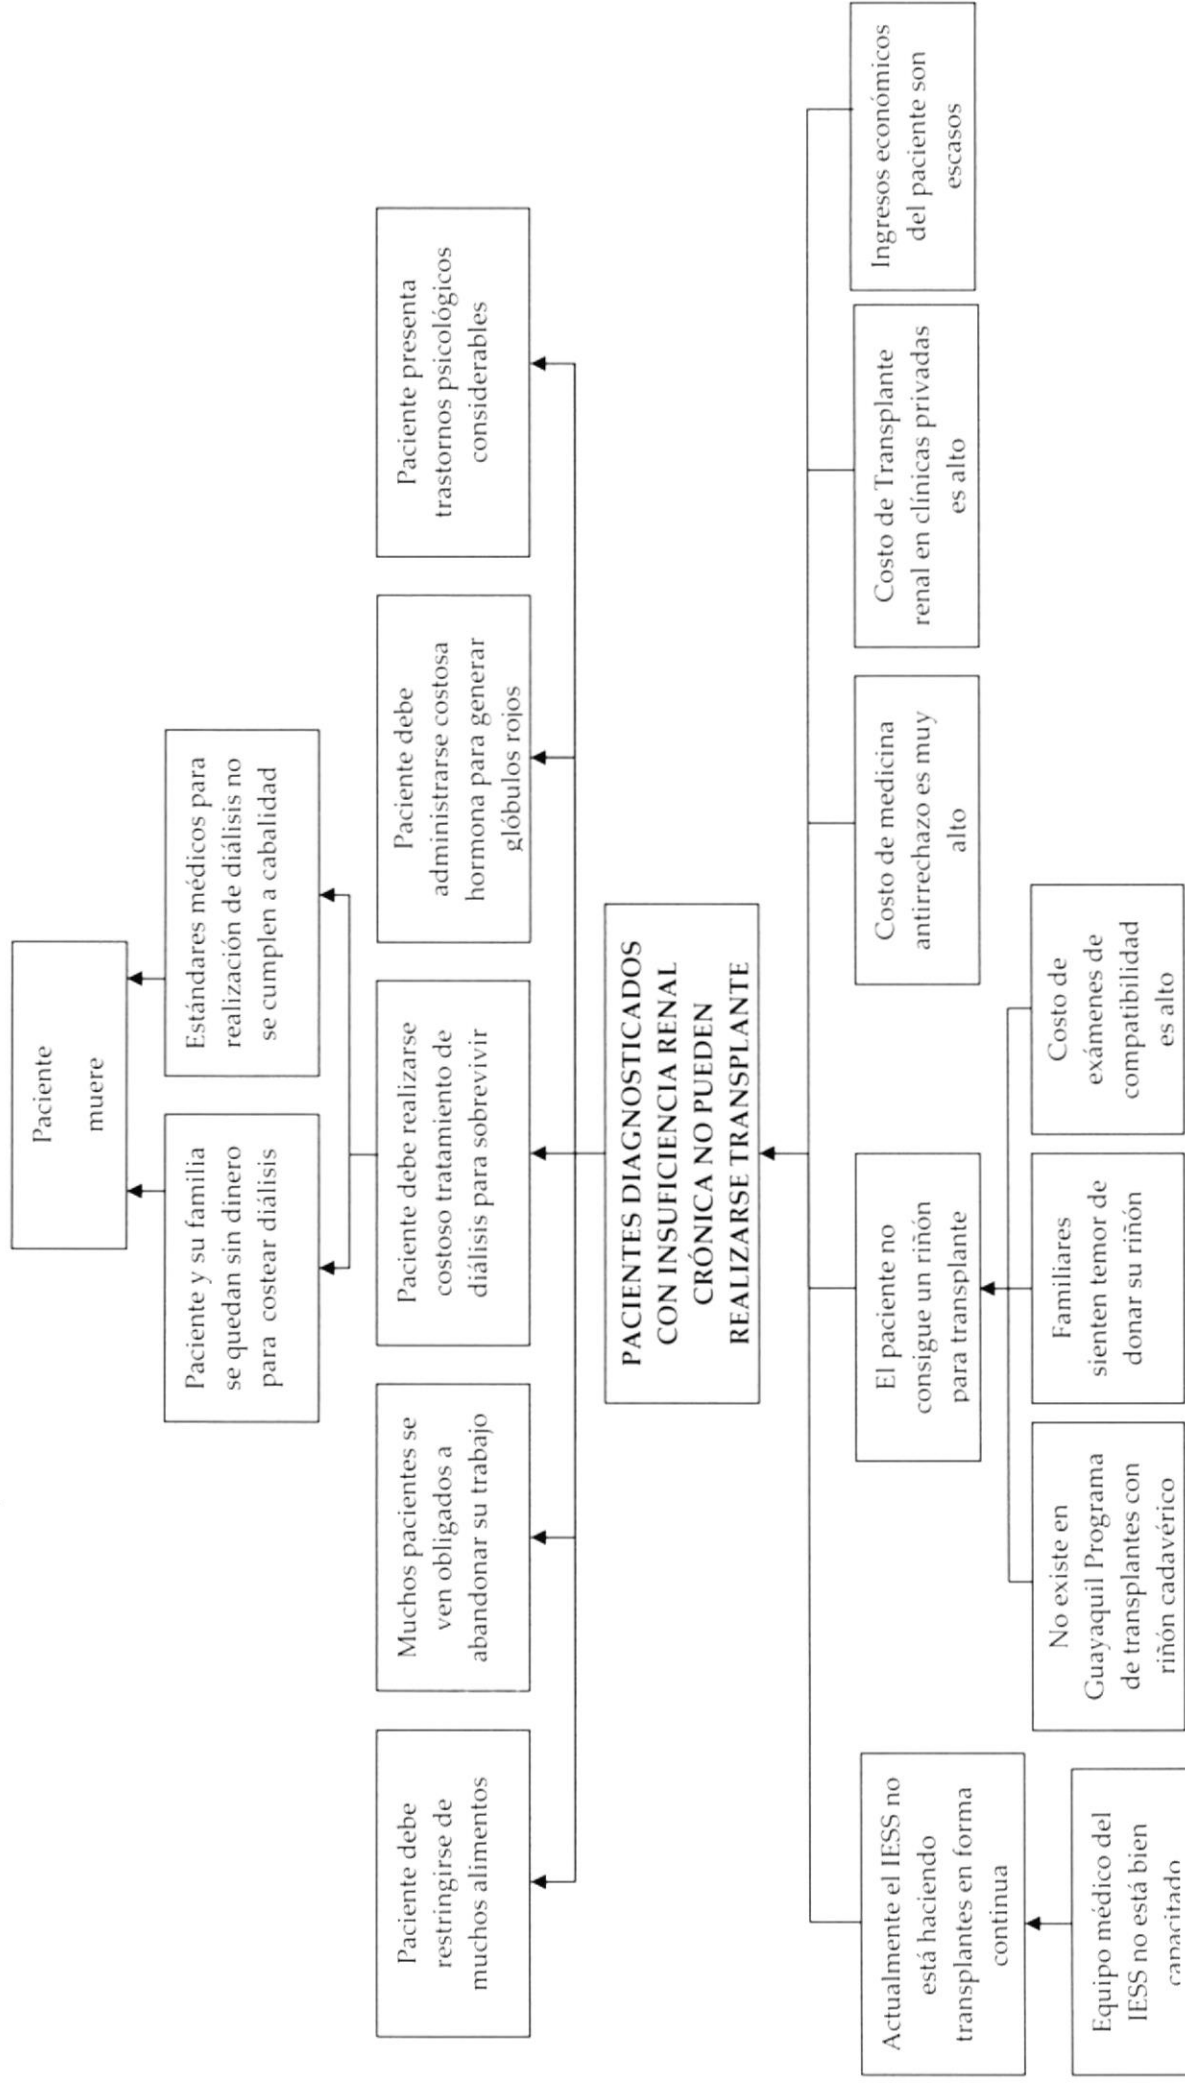 Paciente
muere
Paciente y su familia
se quedan sin dinero
para costear diálisis
Estándares médicos para
realización de diálisis no
se cumplen a cabalidad
Paciente debe
restringirse de
muchos alimentos
Muchos pacientes se
ven obligados a
abandonar su trabajo
Paciente debe realizarse
costoso tratamiento de
diálisis para sobrevivir
Paciente debe
administrarse costosa
hormona para generar
glóbulos rojos
Paciente presenta
trastornos psicológicos
considerables
PACIENTES DIAGNOSTICADOS
CON INSUFICIENCIA RENAL
CRÓNICA NO PUEDEN
REALIZARSE TRANSPLANTE
Actualmente el IESS no
está haciendo
transplantes en forma
continua
El paciente no
consigue un riñón
para transplante
Costo de medicina
antirrechazo es muy
alto
Costo de Transplante
renal en clínicas privadas
es alto
Ingresos económicos
del paciente son
escasos
Equipo médico del
IESS no está bien
capacitado
No existe en
Guayaquil Programa
de transplantes con
riñón cadavérico
Familiares
sienten temor de
donar su riñón
Costo de
exámenes de
compatibilidad
es alto